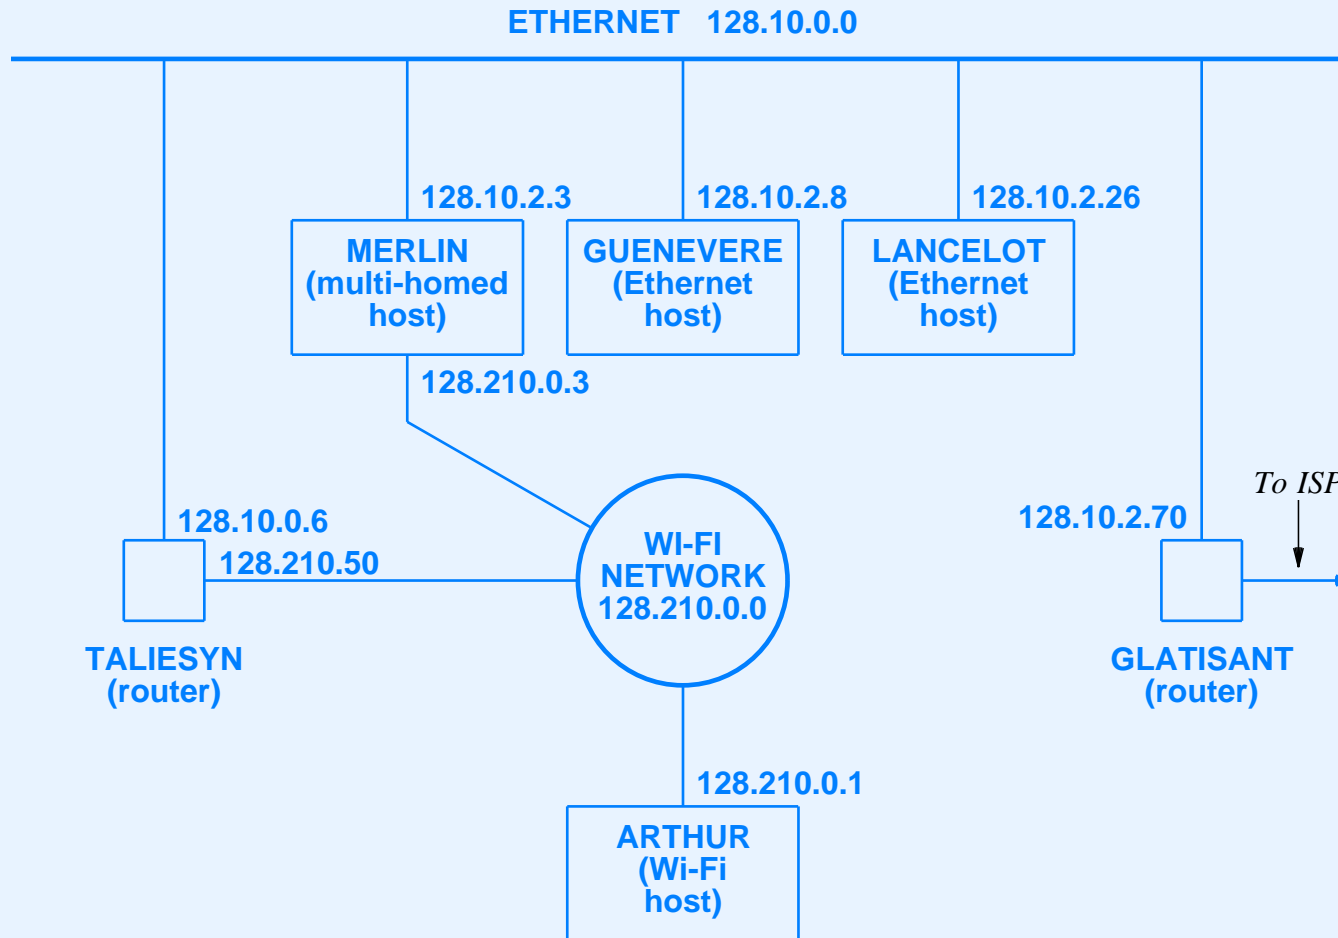 ETHERNET 128.10.0.0
128.10.2.3
128.10.2.8
128.10.2.26
MERLIN
(multi-homed
host)
GUENEVERE
(Ethernet
host)
LANCELOT
(Ethernet
host)
128.210.0.3
To ISP
128.10.0.6
128.210.50
WI-FI
NETWORK
128.210.0.0
128.10.2.70
TALIESYN
(router)
GLATISANT
(router)
128.210.0.1
ARTHUR
(Wi-Fi
host)